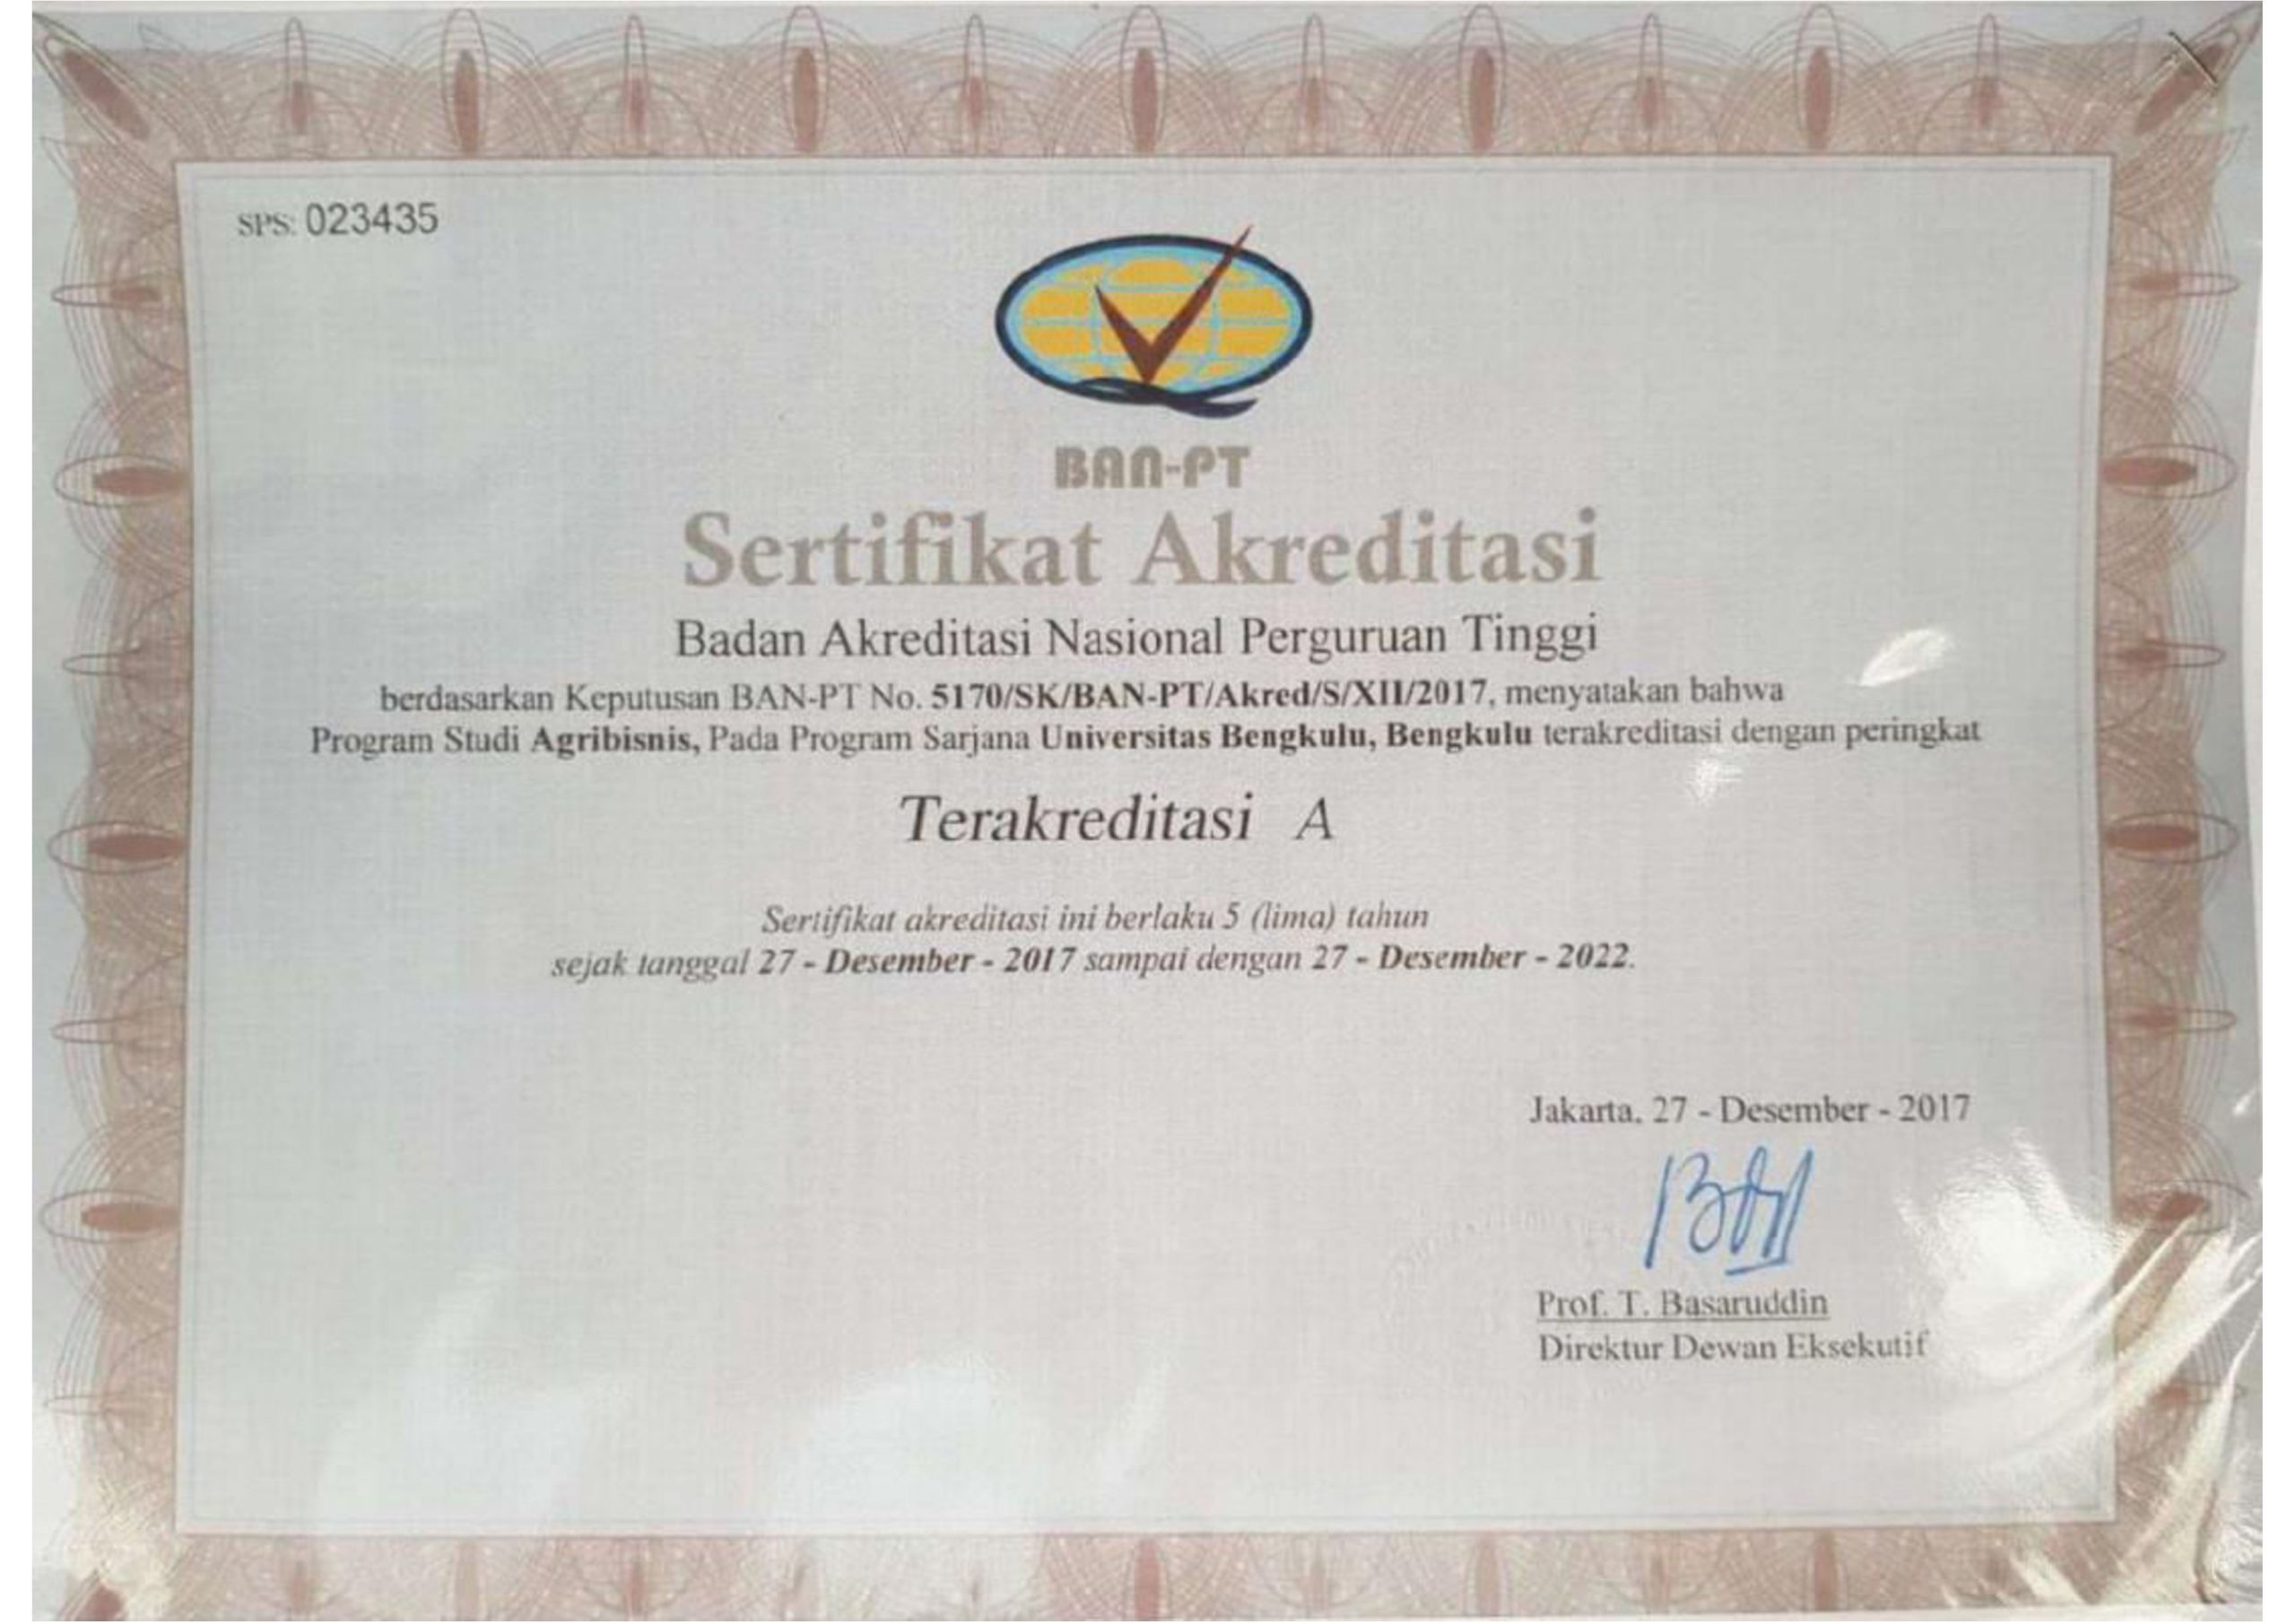 SPS: 023435
BAN-PT
Sertifikat Akreditasi
Badan Akreditasi Nasional Perguruan Tinggi
berdasarkan Keputusan BAN-PT No. 5170/SK/BAN-PT/Akred/S/XII/2017, menyatakan bahwa
Program Studi Agribisnis, Pada Program Sarjana Universitas Bengkulu, Bengkulu terakreditasi dengan peringkat
Terakreditasi A
Sertifikat akreditasi ini berlaku 5 (lima) tahun
sejak tanggal 27 - Desember - 2017 sampai dengan 27 - Desember - 2022.
Jakarta, 27 - Desember - 2017
Prof. T. Basaruddin
Direktur Dewan Eksekutif